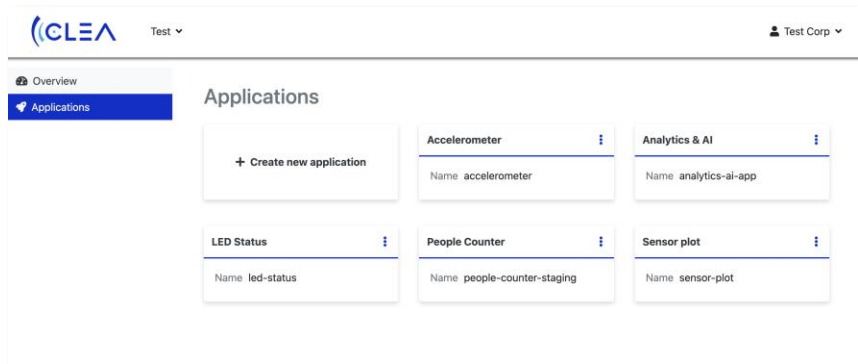 CLEA
Test
Test Corp
Overview
Applications
Applications
+ Create new application
Accelerometer
Name accelerometer
Analytics & AI
Name analytics-ai-app
LED Status
Name led-status
People Counter
Name people-counter-staging
Sensor plot
Name sensor-plot